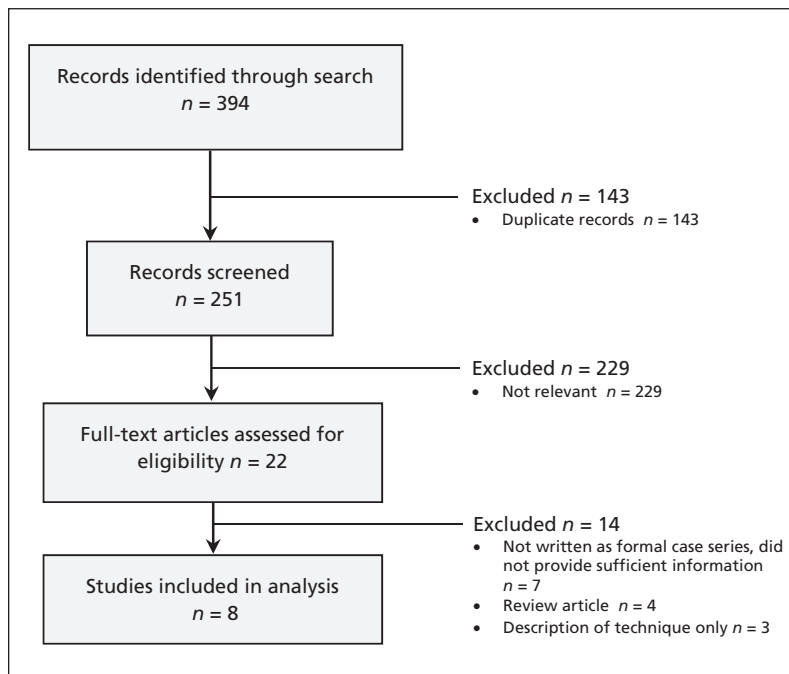 Records identified through search
n = 394
Excluded n = 143
• Duplicate records n = 143
Records screened
n = 251
Excluded n = 229
• Not relevant n = 229
Full-text articles assessed for
eligibility n = 22
Excluded n = 14
• Not written as formal case series, did
not provide sufficient information
n = 7
• Review article n = 4
• Description of technique only n = 3
Studies included in analysis
n = 8